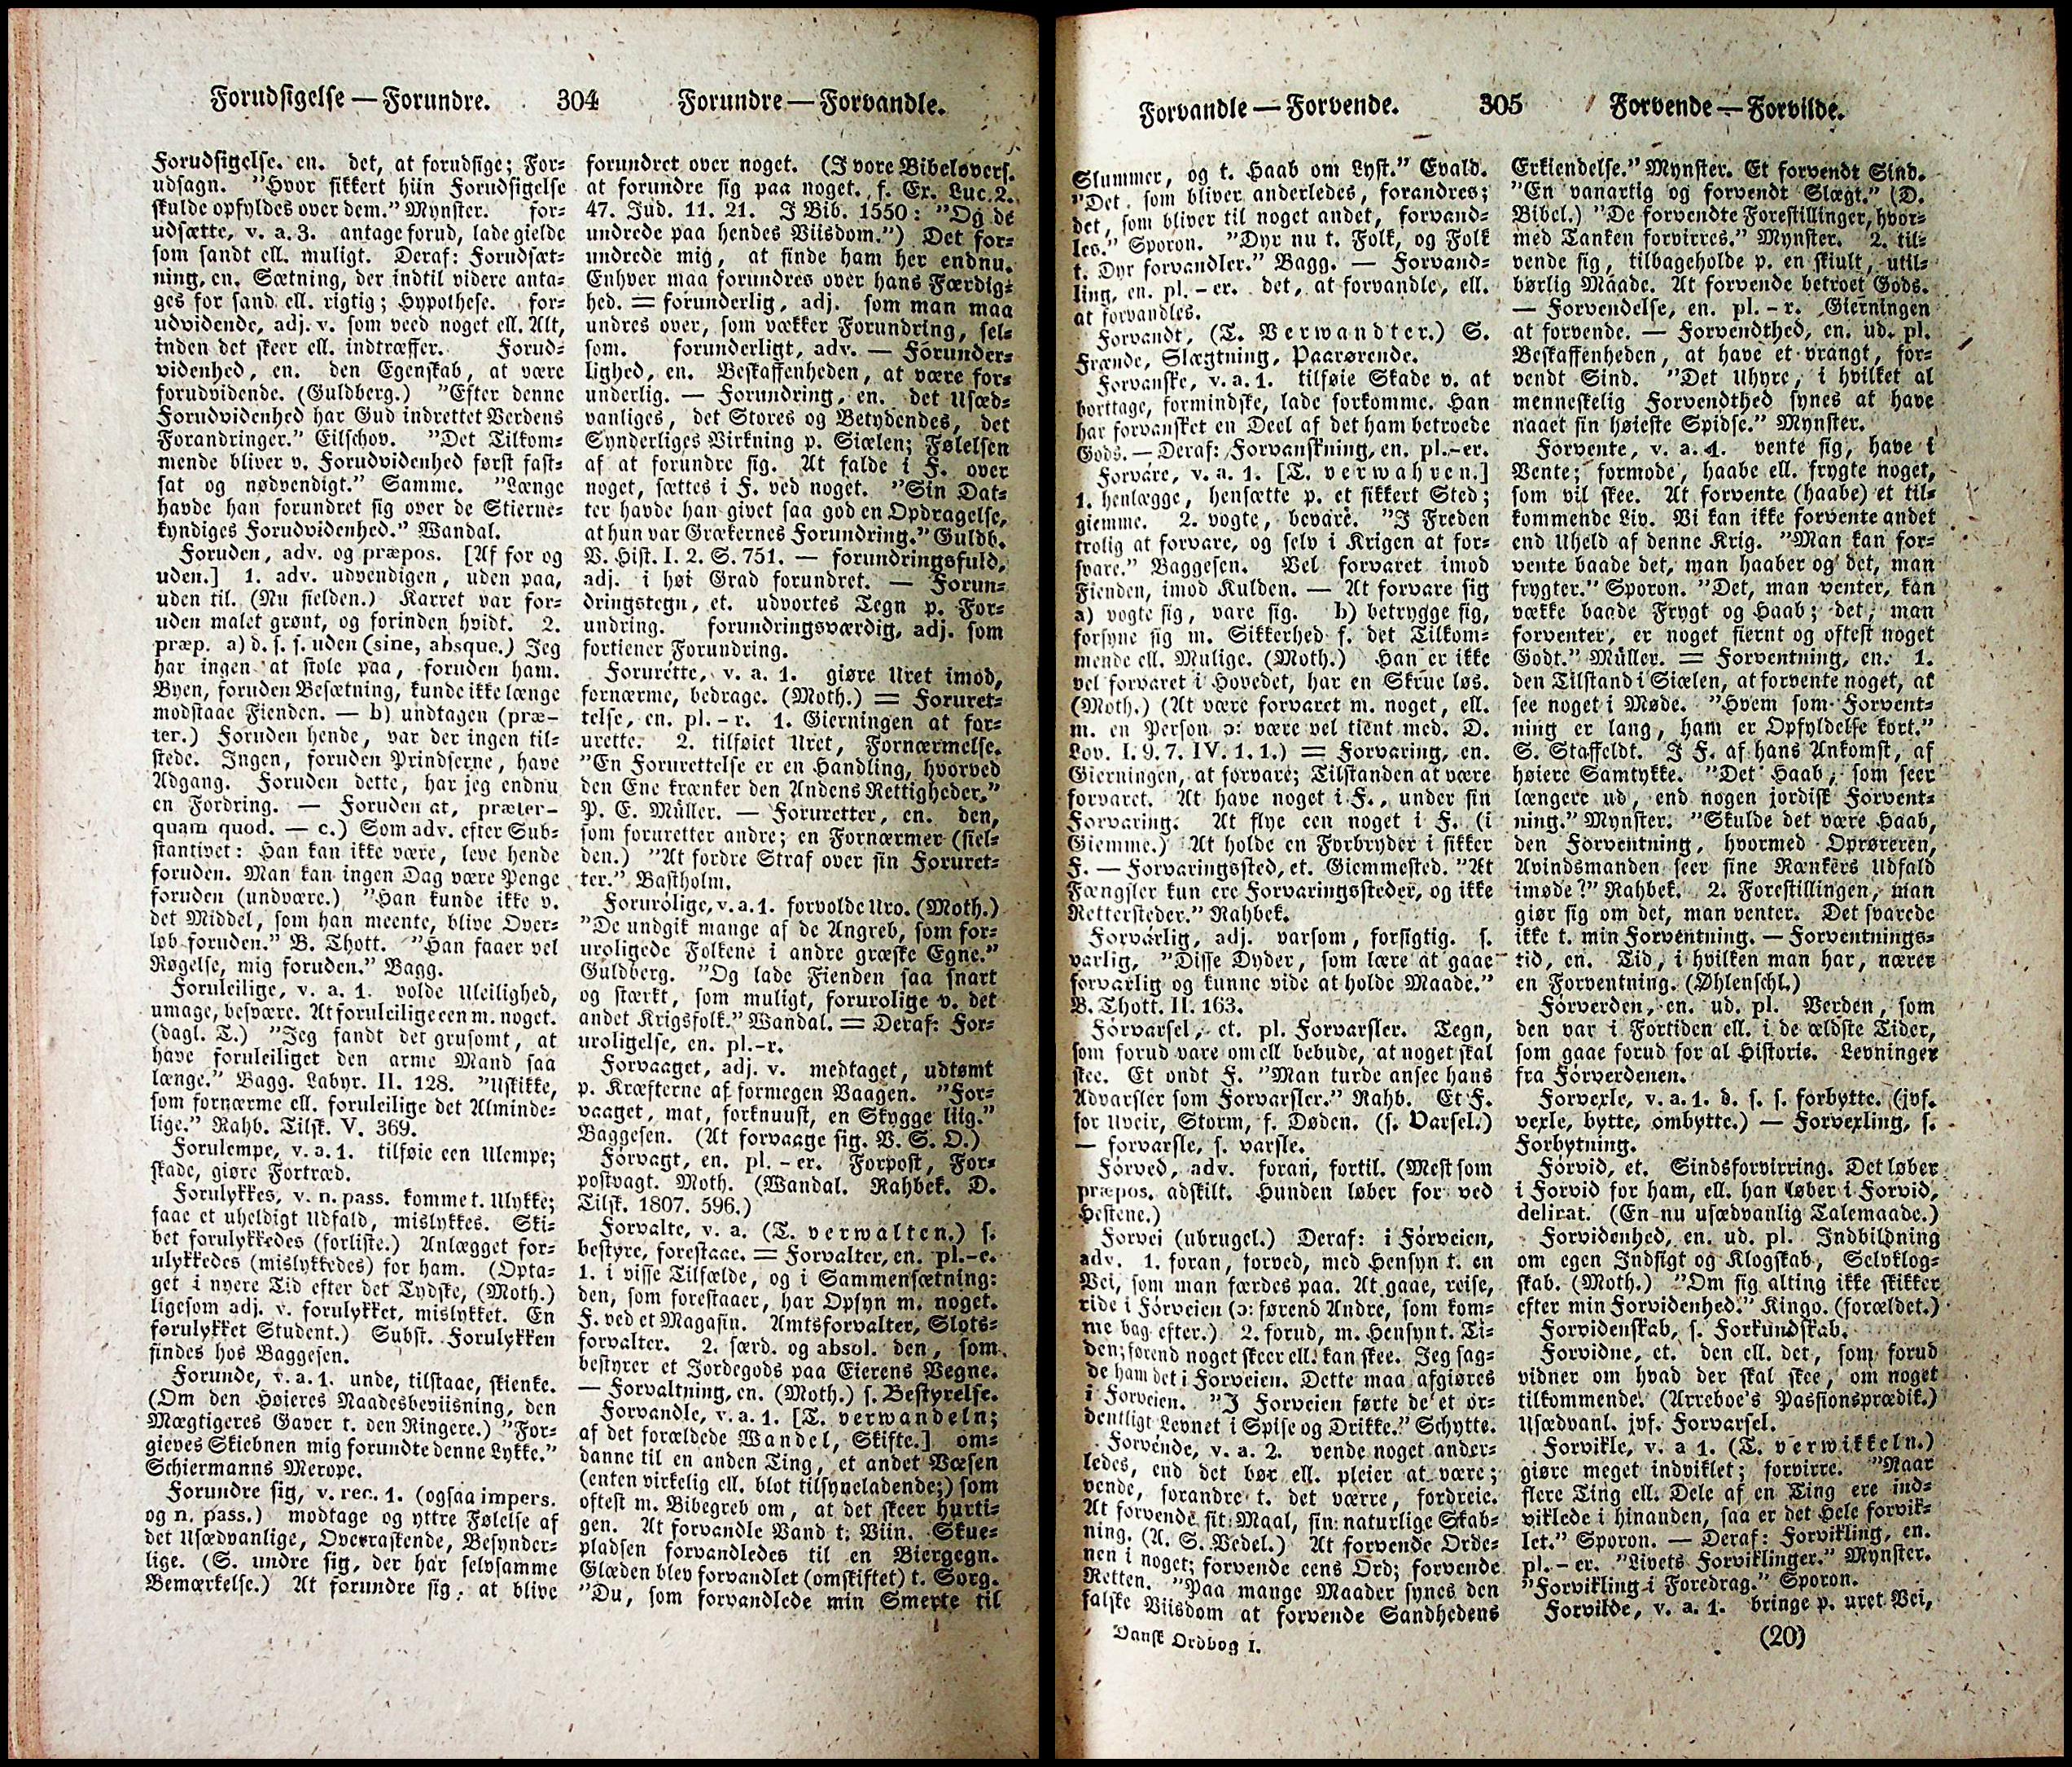 Forudsigelse — Forundre. 304 Forundre — Forvandle.
Forudsigelse. en. det, at forudsige; For-
udsagn. "Hvor sikkert hiin Forudsigelse
skulde opfyldes over dem." Mynster. for-
udsætte, v. a. 3. antage forud, lade gielde
som sandt ell. muligt. Deraf: Forudsæt-
ning, en. Sætning, der indtil videre anta-
ges for sand ell. rigtig; Hypothese. for-
udvidende, adj. v. som veed noget ell. Alt,
inden det skeer ell. indtræffer. Forud-
videnhed, en. den Egenskab, at være
forudvidende. (Guldberg.) "Efter denne
Forudvidenhed har Gud indrettet Verdens
Forandringer." Eilschov. "Det Tilkom-
mende bliver v. Forudvidenhed først fast-
sat og nødvendigt." Samme. "Længe
havde han forundret sig over de Stierne-
kyndiges Forudvidenhed." Wandal.
Foruden, adv. og præpos. [Af for og
uden.] 1. adv. udvendigen, uden paa,
uden til. (Nu sielden.) Karret var for-
uden malet grønt, og forinden hvidt. 2.
præp. a) d. s. s. uden (sine, absque.) Jeg
har ingen at stole paa, foruden ham.
Byen, foruden Besætning, kunde ikke længe
modstaae Fienden. — b) undtagen (præ-
ter.) Foruden hende, var der ingen til-
stede. Ingen, foruden Prindserne, have
Adgang. Foruden dette, har jeg endnu
en Fordring. — Foruden at, præter-
quam quod. — c.) Som adv. efter Sub-
stantivet: Han kan ikke være, leve hende
foruden. Man kan ingen Dag være Penge
foruden (undvære.) "Han kunde ikke v.
det Middel, som han meente, blive Over-
løb foruden." B. Thott. "Han faaer vel
Røgelse, mig foruden." Bagg.
Foruleilige, v. a. 1. volde Uleilighed,
umage, besvære. At foruleilige een m. noget.
(dagl. T.) "Jeg fandt det grusomt, at
have foruleiliget den arme Mand saa
længe." Bagg. Labyr. II. 128. "Uskikke,
som fornærme ell. foruleilige det Alminde-
lige." Rahb. Tilsk. V. 369.
Forulempe, v. a. 1. tilføie een Ulempe;
skade, giøre Fortræd.
Forulykkes, v. n. pass. komme t. Ulykke;
faae et uheldigt Udfald, mislykkes. Ski-
bet forulykkedes (forliste.) Anlægget for-
ulykkedes (mislykkedes) for ham. (Opta-
get i nyere Tid efter det Tydske, (Moth.)
ligesom adj. v. forulykket, mislykket. En
forulykket Student.) Subst. Forulykken
findes hos Baggesen.
Forunde, v. a. 1. unde, tilstaae, skienke.
(Om den Høieres Naadesbeviisning, den
Mægtigeres Gaver t. den Ringere.) "For-
gieves Skiebnen mig forundte denne Lykke."
Schiermanns Merope.
Forundre sig, v. rec. 1. (ogsaa impers.
og n. pass.) modtage og yttre Følelse af
det Usædvanlige, Overraskende, Besynder-
lige. (S. undre sig, der har selvsamme
Bemærkelse.) At forundre sig, at blive
forundret over noget. (J vore Bibelovers.
at forundre sig paa noget, s. Er. Luc. 2.
47. Jud. 11. 21. J Bib. 1550: "Og de
undrede paa hendes Viisdom.") Det for-
undrede mig, at finde ham her endnu.
Enhver maa forundres over hans Færdig-
hed. = forunderlig, adj. som man maa
undres over, som vækker Forundring, sel-
som. forunderligt, adv. — Forunder-
lighed, en. Beskaffenheden, at være for-
underlig. — Forundring, en. det Usæd-
vanliges, det Stores og Betydendes, det
Synderliges Virkning p. Siælen; Følelsen
af at forundre sig. At falde i F. over
noget, sættes i F. ved noget. "Sin Dat-
ter havde han givet saa god en Opdragelse,
at hun var Grækernes Forundring." Guldb.
V. Hist. I. 2. S. 751. — forundringsfuld,
adj. i høi Grad forundret. — Forun-
dringstegn, et. udvortes Tegn p. For-
undring. forundringsværdig, adj. som
fortiener Forundring.
Forurétte, v. a. 1. giøre Uret imod,
fornærme, bedrage. (Moth.) = Foruret-
telse, en. pl. - r. 1. Gierningen at for-
urette. 2. tilføiet Uret, Fornærmelse.
"En Forurettelse er en Handling, hvorved
den Ene krænker den Andens Rettigheder."
P. E. Müller. — Foruretter, en. den,
som foruretter andre; en Fornærmer (siel-
den.) "At fordre Straf over sin Foruret-
ter." Bastholm.
Forurólige, v. a. 1. forvolde Uro. (Moth.)
"De undgik mange af de Angreb, som for-
uroligede Folkene i andre græske Egne."
Guldberg. "Og lade Fienden saa snart
og stærkt, som muligt, forurolige v. det
andet Krigsfolk." Wandal. = Deraf: For-
uroligelse, en. pl.-r.
Forvaaget, adj. v. medtaget, udtømt
p. Kræfterne af formegen Vaagen. "For-
vaaget, mat, forknuust, en Skygge liig."
Baggesen. (At forvaage sig. V. S. O.)
Fórvagt, en. pl. - er. Forpost, For-
postvagt. Moth. (Wandal. Rahbek. D.
Tilsk. 1807. 596.)
Forvalte, v. a. (T. verwalten.) s.
bestyre, forestaae. = Forvalter, en. pl.-e.
1. i visse Tilfælde, og i Sammensætning:
den, som forestaaer, har Opsyn m. noget.
F. ved et Magasin. Amtsforvalter, Slots-
forvalter. 2. særd. og absol. den, som
bestyrer et Jordegods paa Eierens Vegne.
— Forvaltning, en. (Moth.) s. Bestyrelse.
Forvandle, v. a. 1. [T. verwandeln;
af det forældede Wandel, Skifte.] om-
danne til en anden Ting, et andet Væsen
(enten virkelig ell. blot tilsyneladende;) som
oftest m. Bibegreb om, at det skeer hurti-
gen. At forvandle Vand t. Viin. Skue-
pladsen forvandledes til en Biergegn.
Glæden blev forvandlet (omskiftet) t. Sorg.
"Du, som forvandlede min Smerte til
Forvandle — Forvende. 305 Forvende — Forvilde.
Slummer, og t. Haab om Lyst." Evald.
"Det, som bliver anderledes, forandres;
det, som bliver til noget andet, forvand-
les." Sporon. "Dyr nu t. Folk, og Folk
t. Dyr forvandler." Bagg. — Forvand-
ling, en. pl. - er. det, at forvandle, ell.
at forvandles.
Forvandt, (T. Verwandter.) S.
Frænde, Slægtning, Paarørende.
Forvanske, v. a. 1. tilføie Skade v. at
borttage, formindske, lade forkomme. Han
har forvansket en Deel af det ham betroede
Gods. — Deraf: Forvanskning, en. pl.-er.
Forváre, v. a. 1. [T. verwahren.]
1. henlægge, hensætte p. et sikkert Sted;
giemme. 2. vogte, bevare. "J Freden
trolig at forvare, og selv i Krigen at for-
svare." Baggesen. Vel forvaret imod
Fienden, imod Kulden. — At forvare sig
a) vogte sig, vare sig. b) betrygge sig,
forsyne sig m. Sikkerhed f. det Tilkom-
mende ell. Mulige. (Moth.) Han er ikke
vel forvaret i Hovedet, har en Skrue løs.
(Moth.) (At være forvaret m. noget, ell.
m. en Person ɔ: være vel tient med. D.
Lov. I. 9. 7. IV. 1. 1.) = Forvaring, en.
Gierningen, at forvare; Tilstanden at være
forvaret. At have noget i F., under sin
Forvaring. At flye een noget i F. (i
Giemme.) At holde en Forbryder i sikker
F. — Forvaringssted, et. Giemmested. "At
Fængsler kun ere Forvaringssteder, og ikke
Rettersteder." Rahbek.
Forvárlig, adj. varsom, forsigtig. s.
varlig, "Disse Dyder, som lære at gaae
forvarlig og kunne vide at holde Maade."
B. Thott. II. 163.
Fórvarsel, et. pl. Forvarsler. Tegn,
som forud vare om ell bebude, at noget skal
skee. Et ondt F. "Man turde ansee hans
Advarsler som Forvarsler." Rahb. Et F.
for Uveir, Storm, f. Døden. (s. Varsel.)
— forvarsle, s. varsle.
Fórved, adv. foran, fortil. (Mest som
præpos. adskilt. Hunden løber for ved
Hestene.)
Forvei (ubrugel.) Deraf: i Fórveien,
adv. 1. foran, forved, med Hensyn t. en
Vei, som man færdes paa. At gaae, reise,
ride i Fórveien (ɔ: førend Andre, som kom-
me bag efter.) 2. forud, m. Hensyn t. Ti-
den; førend noget skeer ell. kan skee. Jeg sag-
de ham det i Forveien. Dette maa afgiøres
i Forveien. "J Forveien førte de et or-
dentligt Levnet i Spise og Drikke." Schytte.
Forvénde, v. a. 2. vende noget ander-
ledes, end det bør ell. pleier at være;
vende, forandre t. det værre, fordreie.
At forvende sit Maal, sin naturlige Skab-
ning. (A. S. Vedel.) At forvende Orde-
nen i noget; forvende eens Ord; forvende
Retten. "Paa mange Maader synes den
falske Viisdom at forvende Sandhedens
Dansk Ordbog I.
Erkiendelse." Mynster. Et forvendt Sind.
"En vanartig og forvendt Slægt." (D.
Bibel.) "De forvendte Forestillinger, hvor-
med Tanken forvirres." Mynster. 2. til-
vende sig, tilbageholde p. en skiult, util-
børlig Maade. At forvende betroet Gods.
— Forvendelse, en. pl. - r. Gierningen
at forvende. — Forvendthed, en. ud. pl.
Beskaffenheden, at have et vrangt, for-
vendt Sind. "Det Uhyre, i hvilket al
menneskelig Forvendthed synes at have
naaet sin høieste Spidse." Mynster.
Forvente, v. a. 1. vente sig, have i
Vente; formode, haabe ell. frygte noget,
som vil skee. At forvente (haabe) et til-
kommende Liv. Vi kan ikke forvente andet
end Uheld af denne Krig. "Man kan for-
vente baade det, man haaber og det, man
frygter." Sporon. "Det, man venter, kan
vække baade Frygt og Haab; det, man
forventer, er noget fiernt og oftest noget
Godt." Müller. = Forventning, en. 1.
den Tilstand i Siælen, at forvente noget, at
see noget i Møde. "Hvem som Forvent-
ning er lang, ham er Opfyldelse kort."
S. Staffeldt. J F. af hans Ankomst, af
høiere Samtykke. "Det Haab, som seer
længere ud, end nogen jordisk Forvent-
ning." Mynster. "Skulde det være Haab,
den Forventning, hvormed Oprøreren,
Avindsmanden seer sine Rænkers Udfald
imøde?" Rahbek. 2. Forestillingen, man
giør sig om det, man venter. Det svarede
ikke t. min Forventning. — Forventnings-
tid, en. Tid, i hvilken man har, nærer
en Forventning. (Øhlenschl.)
Fórverden, en. ud. pl. Verden, som
den var i Fortiden ell. i de ældste Tider,
som gaae forud for al Historie. Levninger
fra Fórverdenen.
Forvexle, v. a. 1. d. s. s. forbytte. (jvf.
vexle, bytte, ombytte.) — Forvexling, s.
Forbytning.
Fórvid, et. Sindsforvirring. Det løber
i Forvid for ham, ell. han løber i Forvid,
delirat. (En nu usædvanlig Talemaade.)
Forvidenhed, en. ud. pl. Indbildning
om egen Indsigt og Klogskab, Selvklog-
skab. (Moth.) "Om sig alting ikke skikker
efter min Forvidenhed." Kingo. (forældet.)
Forvidenskab, s. Forkundskab.
Forvidne, et. den ell. det, som forud
vidner om hvad der skal skee, om noget
tilkommende. (Arreboe's Passionsprædik.)
Usædvanl. jvf. Forvarsel.
Forvikle, v. a 1. (T. verwikkeln.)
giøre meget indviklet; forvirre. "Naar
flere Ting ell. Dele af en Ting ere ind-
viklede i hinanden, saa er det Hele forvik-
let." Sporon. — Deraf: Forvikling, en.
pl. - er. "Livets Forviklinger." Mynster.
"Forvikling i Foredrag." Sporon.
Forvilde, v. a. 1. bringe p. uret Vei,
(20)